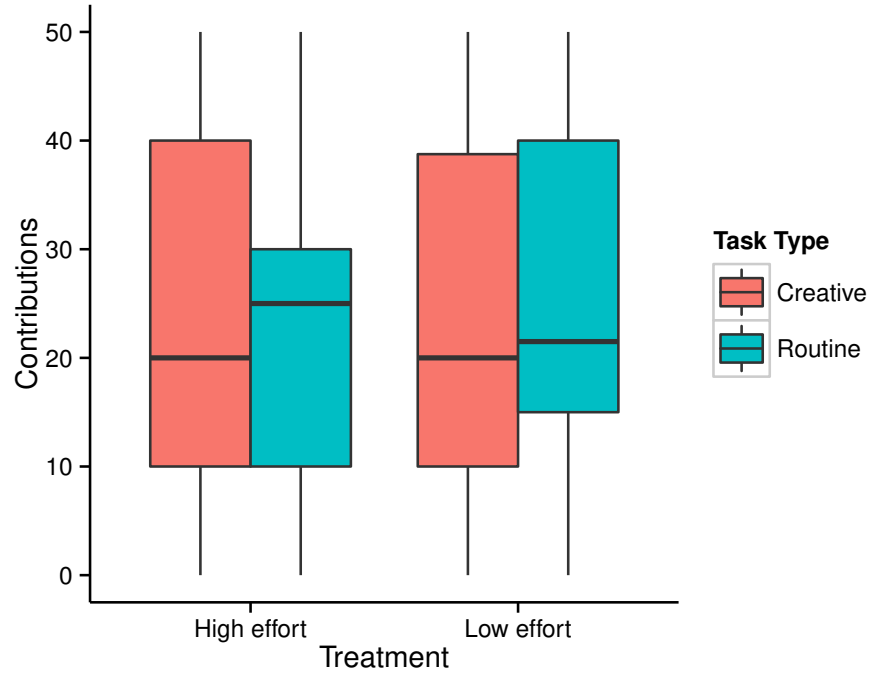 50
40
30
20
10
0
Contributions
High effort
Low effort
Treatment
Task Type
Creative
Routine